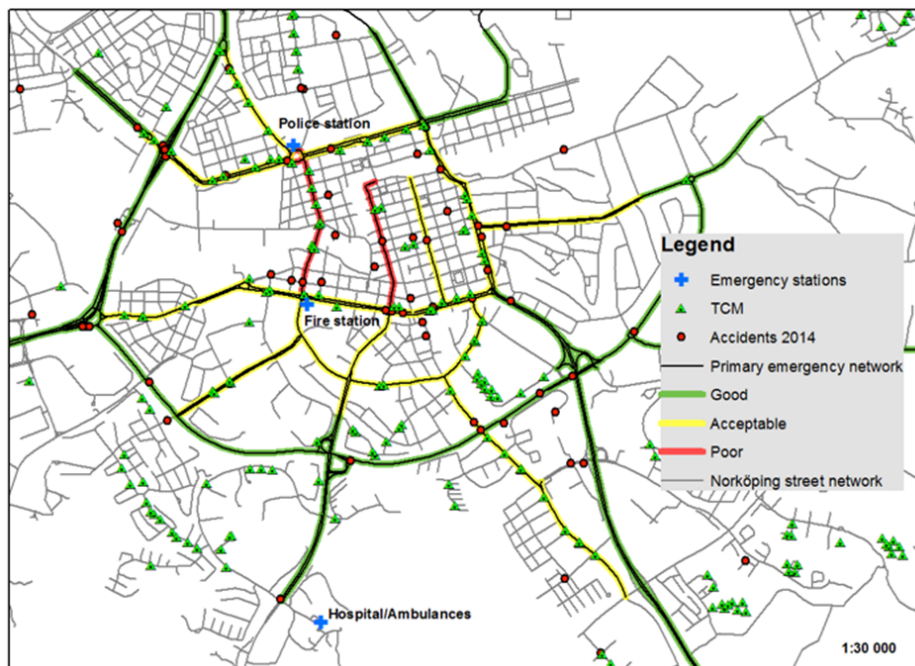 Police station
Legend
Emergency stations
TCM
Fire station
Accidents 2014
Primary emergency network
Good
Acceptable
Poor
Norköping street network
Hospital/Ambulances
1:30 000